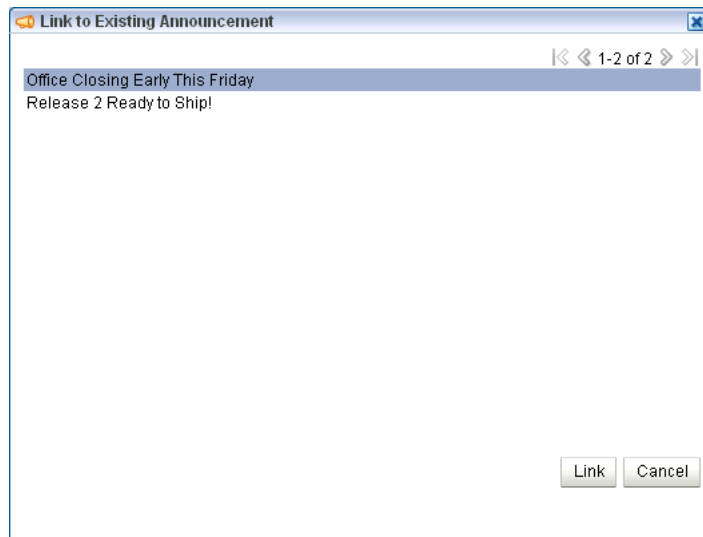 Link to Existing Announcement
1-2 of 2
Office Closing Early This Friday
Release 2 Ready to Ship!
Link Cancel